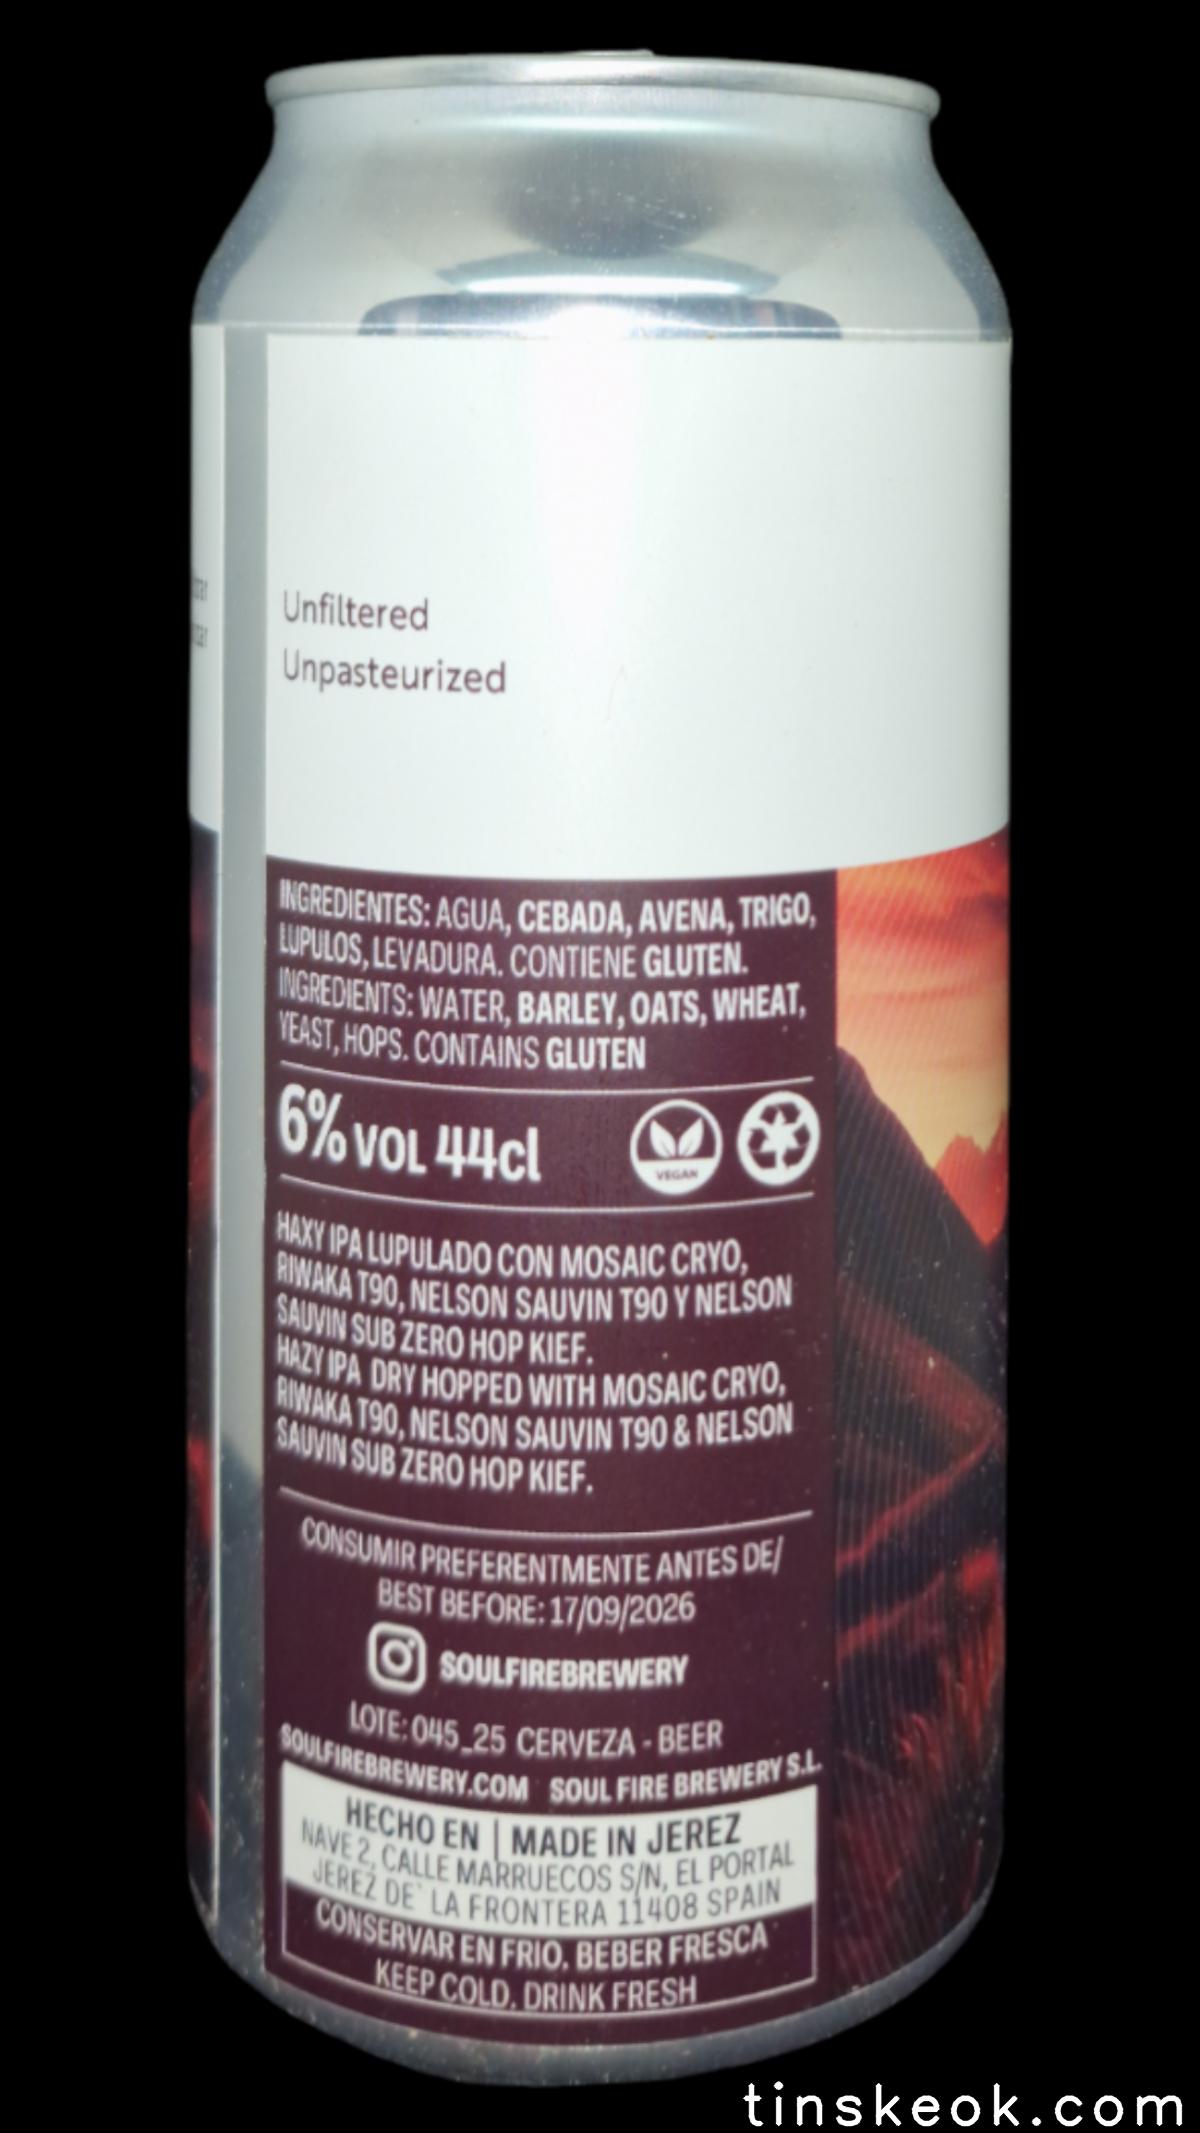 Unfiltered
Unpasteurized
INGREDIENTES: AGUA, CEBADA, AVENA, TRIGO,
LUPULOS, LEVADURA. CONTIENE GLUTEN.
INGREDIENTS: WATER, BARLEY, OATS, WHEAT,
YEAST, HOPS. CONTAINS GLUTEN
6% VOL 44cl
VEGAN
HAXY IPA LUPULADO CON MOSAIC CRYO,
RIWAKA T90, NELSON SAUVIN T90 Y NELSON
SAUVIN SUB ZERO HOP KIEF.
HAZY IPA DRY HOPPED WITH MOSAIC CRYO,
RIWAKA T90, NELSON SAUVIN T90 & NELSON
SAUVIN SUB ZERO HOP KIEF.
CONSUMIR PREFERENTMENTE ANTES DE/
BEST BEFORE: 17/09/2026
SOULFIREBREWERY
LOTE: 045_25 CERVEZA - BEER
SOULFIREBREWERY.COM SOUL FIRE BREWERY S.L.
HECHO EN | MADE IN JEREZ
NAVE 2, CALLE MARRUECOS S/N, EL PORTAL
JEREZ DE` LA FRONTERA 11408 SPAIN
CONSERVAR EN FRIO. BEBER FRESCA
KEEP COLD. DRINK FRESH
tinskeok.com